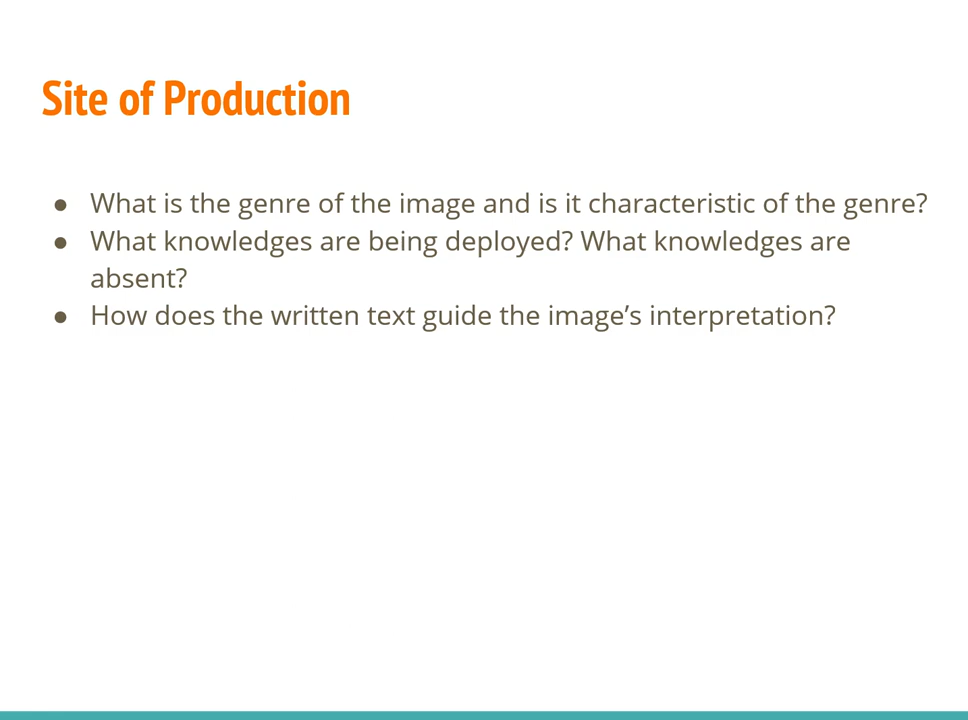 Site of Production
● What is the genre of the image and is it characteristic of the genre?
● What knowledges are being deployed? What knowledges are
absent?
● How does the written text guide the image’s interpretation?